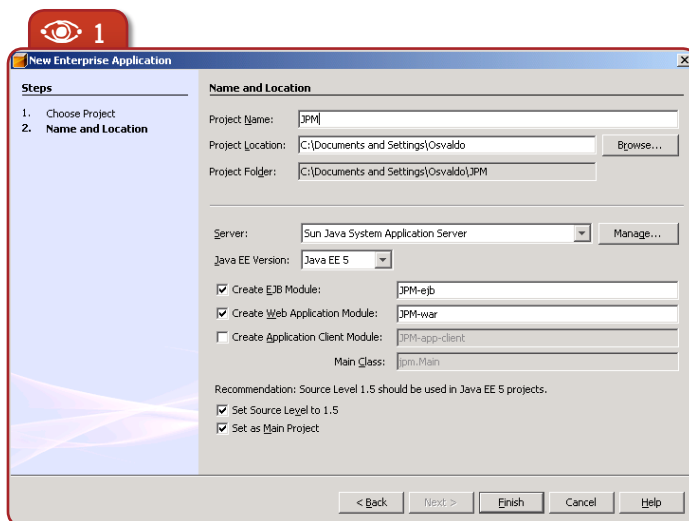 1
New Enterprise Application
Steps
1. Choose Project
2. Name and Location
Name and Location
Project Name: JPM
Project Location: C:\Documents and Settings\Osvaldo Browse...
Project Folder: C:\Documents and Settings\Osvaldo\JPM
Server: Sun Java System Application Server Manage...
Java EE Version: Java EE 5
Create EJB Module: JPM-ejb
Create Web Application Module: JPM-war
Create Application Client Module: JPM-app-client
Main Class: jpm.Main
Recommendation: Source Level 1.5 should be used in Java EE 5 projects.
Set Source Level to 1.5
Set as Main Project
< Back Next > Finish Cancel Help